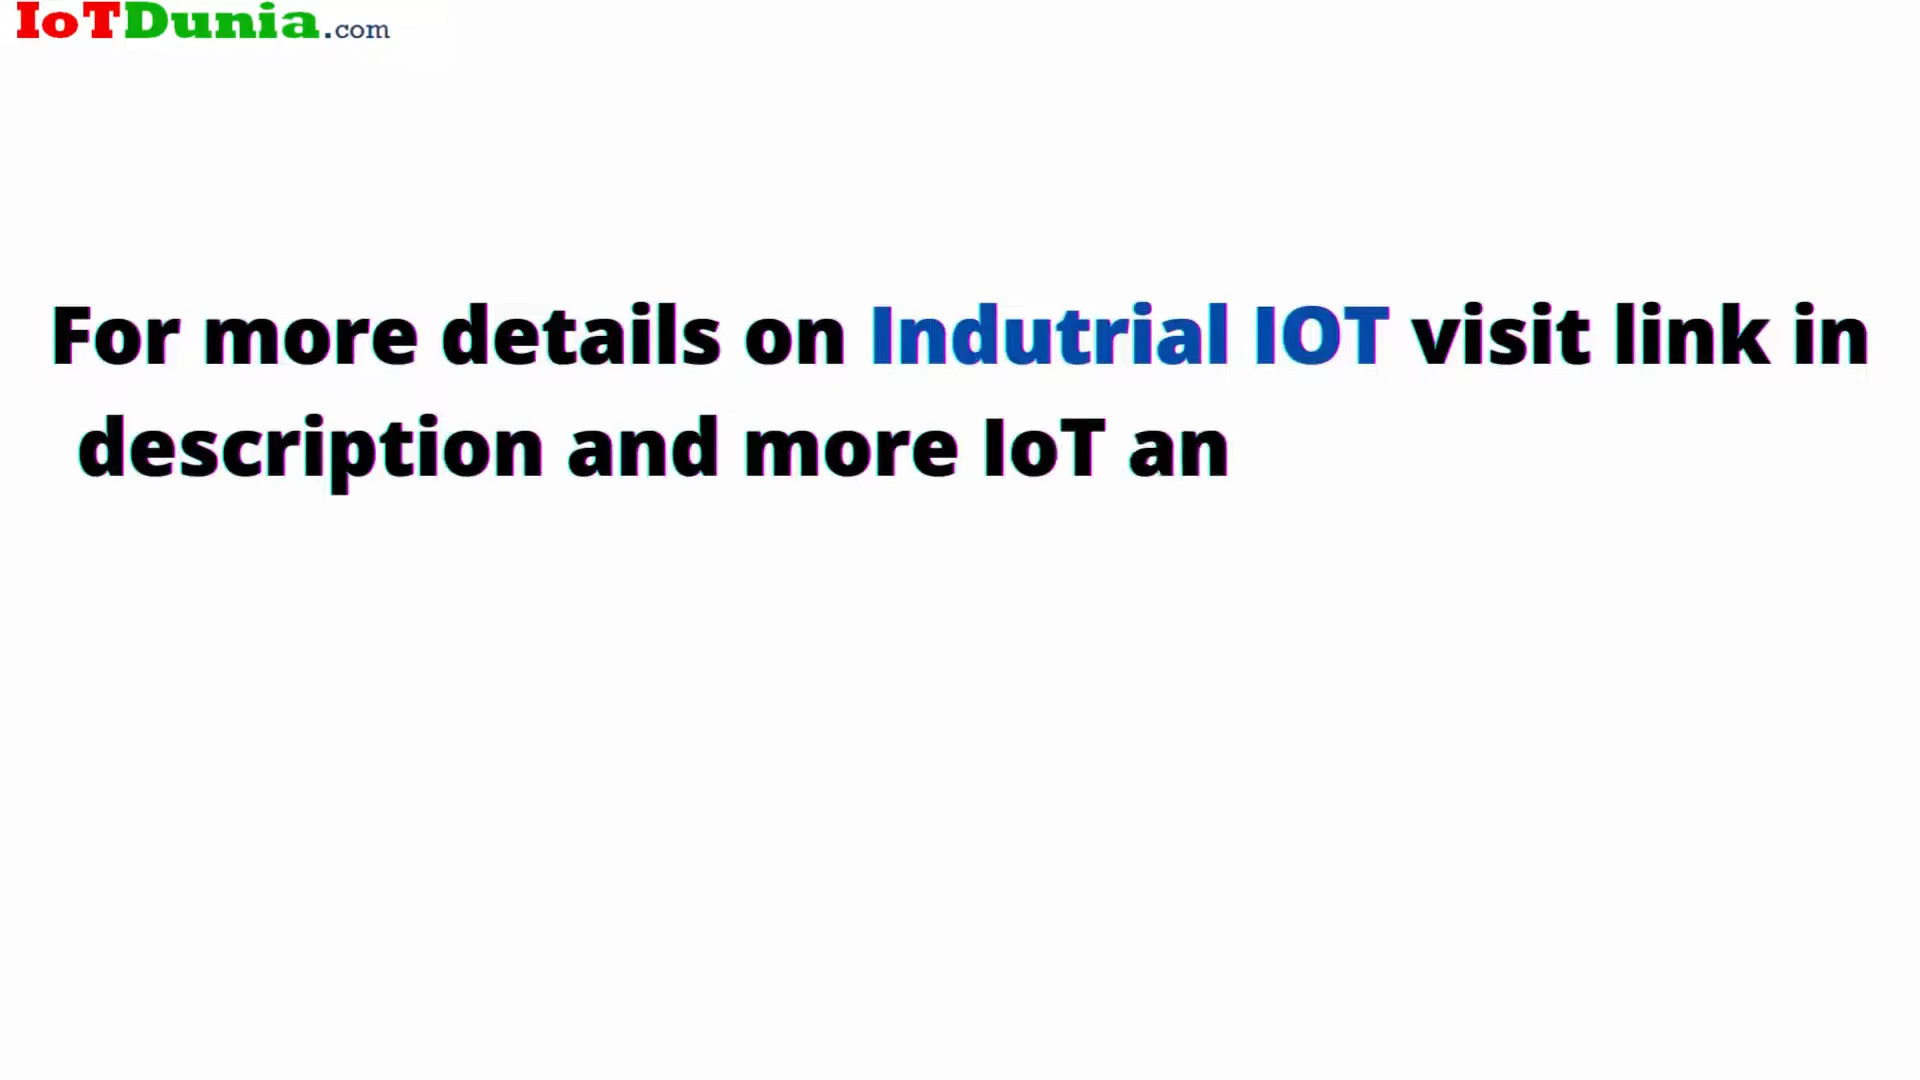 IoTDunia.com
For more details on Indutrial IOT visit link in
description and more IoT an